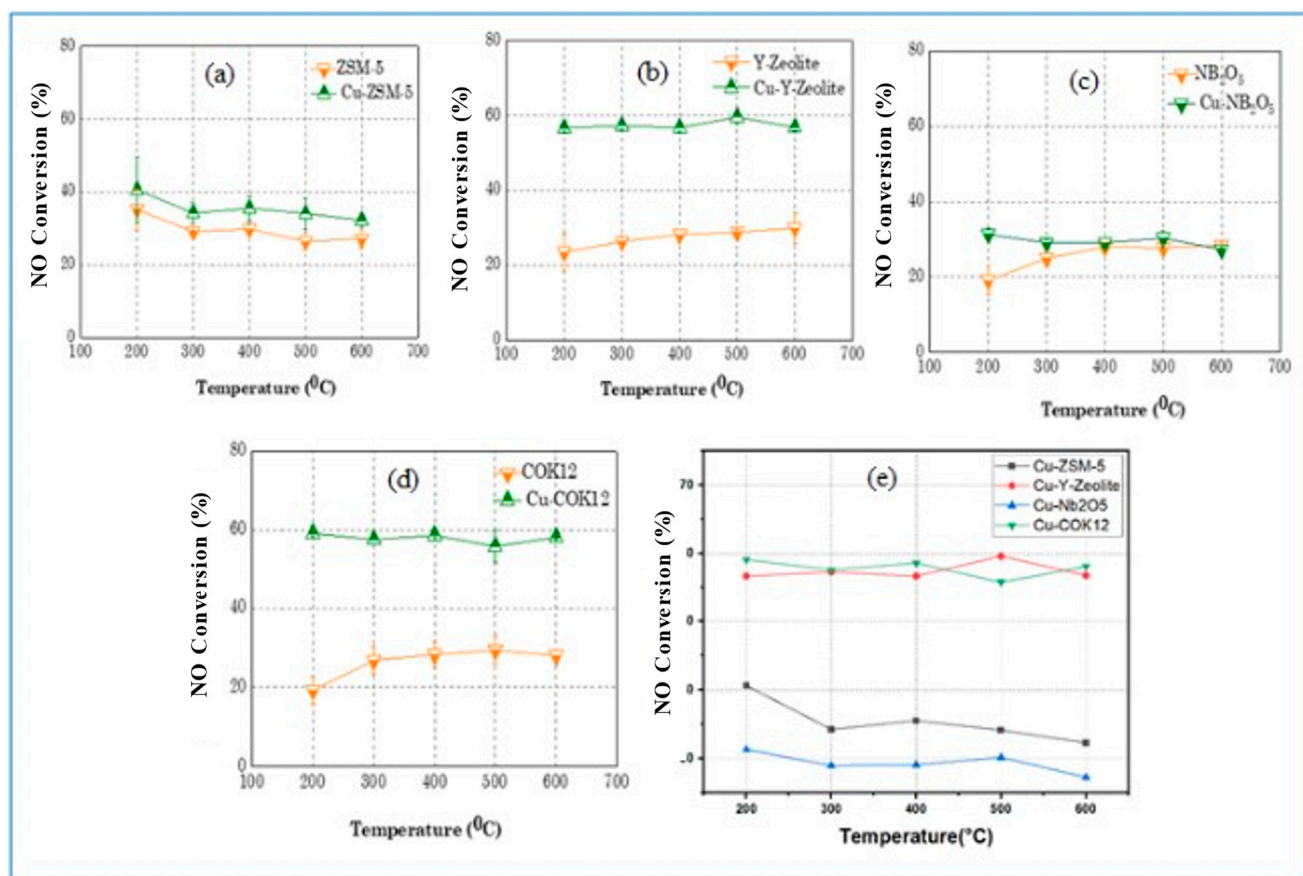 (a)
ZSM-5
Cu-ZSM-5
NO Conversion (%)
80
60
40
20
0
100 200 300 400 500 600 700
Temperature (⁰C)
(b)
Y-Zeolite
Cu-Y-Zeolite
NO Conversion (%)
80
60
40
20
0
100 200 300 400 500 600 700
Temperature (⁰C)
(c)
NB₂O₅
Cu-NB₂O₅
NO Conversion (%)
80
60
40
20
0
100 200 300 400 500 600 700
Temperature (⁰C)
(d)
COK12
Cu-COK12
NO Conversion (%)
80
60
40
20
0
100 200 300 400 500 600 700
Temperature (⁰C)
(e)
Cu-ZSM-5
Cu-Y-Zeolite
Cu-Nb2O5
Cu-COK12
NO Conversion (%)
70
0
0
0
0
200 300 400 500 600
Temperature(°C)